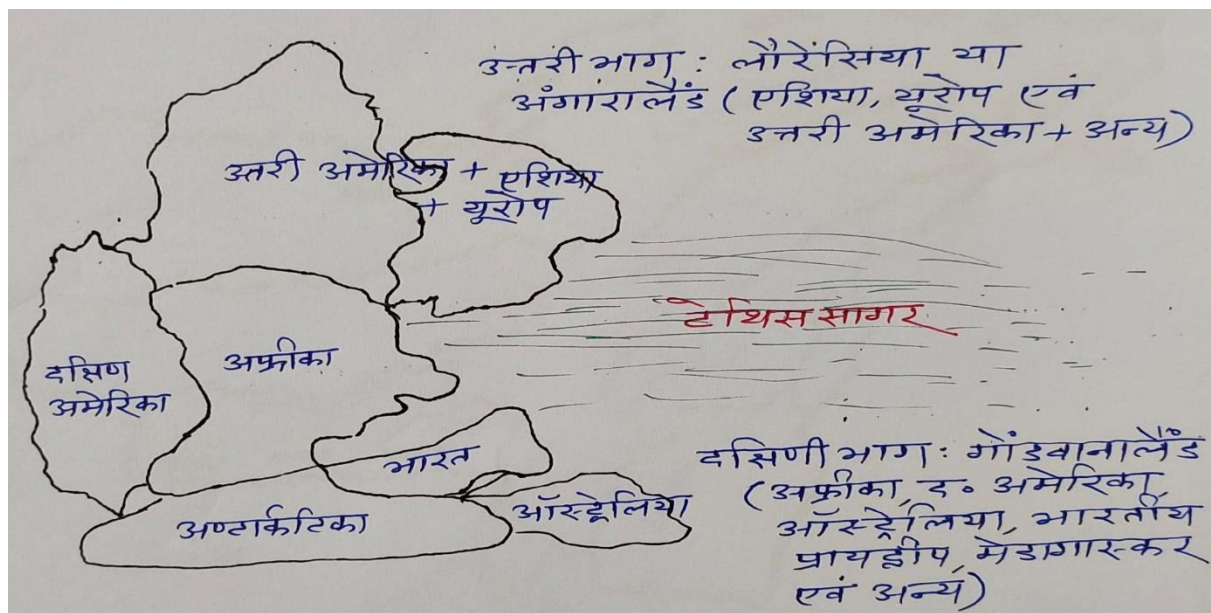 उत्तरी भाग : लौरेंसिया या
अंगारालैंड ( एशिया, यूरोप एवं
उत्तरी अमेरिका + अन्य)
उत्तरी अमेरिका + एशिया
+ यूरोप
टेथिस सागर
अफ्रीका
दक्षिण
अमेरिका
भारत
अण्टार्कटिका
ऑस्ट्रेलिया
दक्षिणी भाग : गोंडवानालैंड
(अफ्रीका, द० अमेरिका,
ऑस्ट्रेलिया, भारतीय
प्रायद्वीप, मेडागास्कर
एवं अन्य)